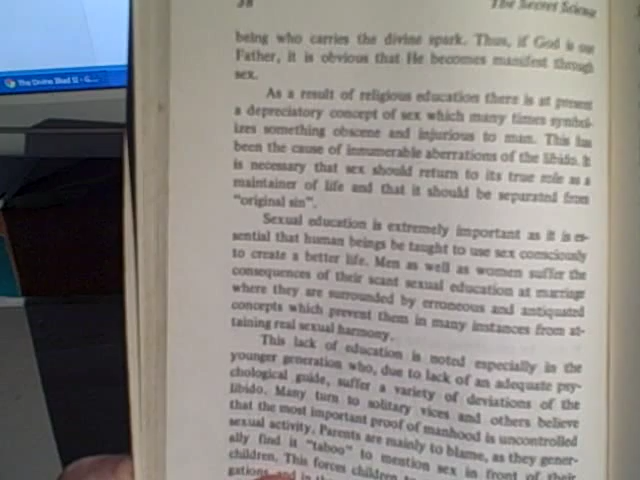 38 The Secret Scienc
being who carries the divine spark. Thus, if God is our
Father, it is obvious that He becomes manifest through
sex.
As a result of religious education there is at present
a depreciatory concept of sex which many times symbol-
izes something obscene and injurious to man. This has
been the cause of innumerable aberrations of the libido. It
is necessary that sex should return to its true role as a
maintainer of life and that it should be separated from
"original sin".
Sexual education is extremely important as it is es-
sential that human beings be taught to use sex consciously
to create a better life. Men as well as women suffer the
consequences of their scant sexual education at marriage
where they are surrounded by erroneous and antiquated
concepts which prevent them in many instances from at-
taining real sexual harmony.
This lack of education is noted especially in the
younger generation who, due to lack of an adequate psy-
chological guide, suffer a variety of deviations of the
libido. Many turn to solitary vices and others believe
that the most important proof of manhood is uncontrolled
sexual activity. Parents are mainly to blame, as they gener-
ally find it "taboo" to mention sex in front of their
children. This forces children
gations, and in
The Divine Iliad II - G...